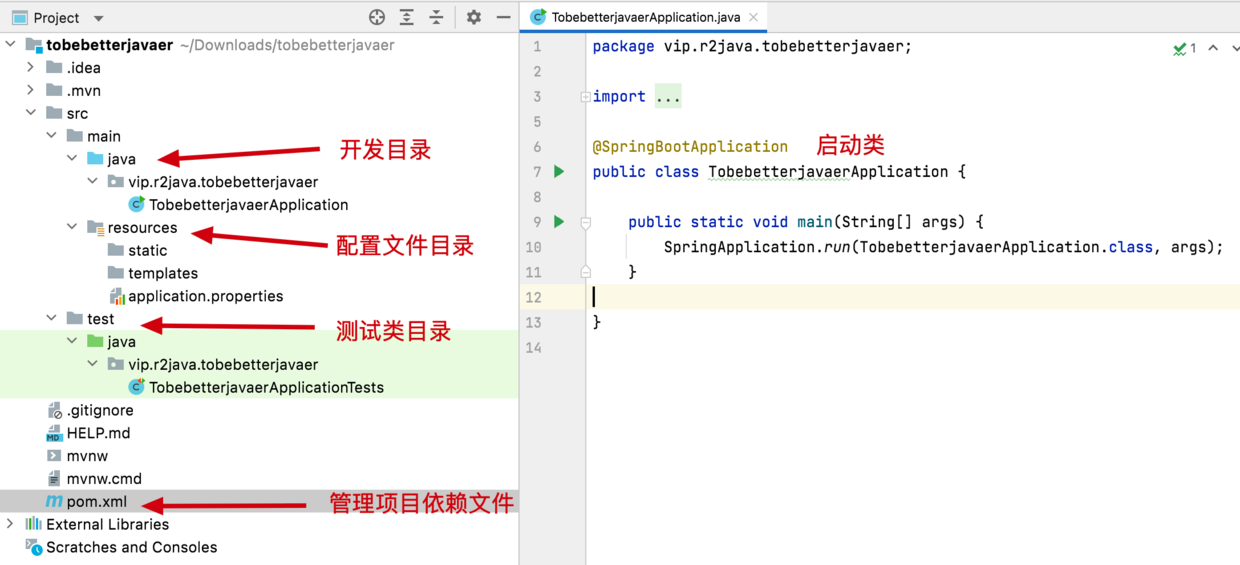 Project
tobebetterjavaer ~/Downloads/tobebetterjavaer
.idea
.mvn
src
main
java
开发目录
vip.r2java.tobebetterjavaer
TobebetterjavaerApplication
resources
配置文件目录
static
templates
application.properties
test
测试类目录
java
vip.r2java.tobebetterjavaer
TobebetterjavaerApplicationTests
.gitignore
MD HELP.md
mvnw
mvnw.cmd
m pom.xml
管理项目依赖文件
External Libraries
Scratches and Consoles
TobebetterjavaerApplication.java
1 package vip.r2java.tobebetterjavaer;
1
2
3 import ...
5
6 @SpringBootApplication 启动类
7 public class TobebetterjavaerApplication {
8
9 public static void main(String[] args) {
10 SpringApplication.run(TobebetterjavaerApplication.class, args);
11 }
12
13 }
14